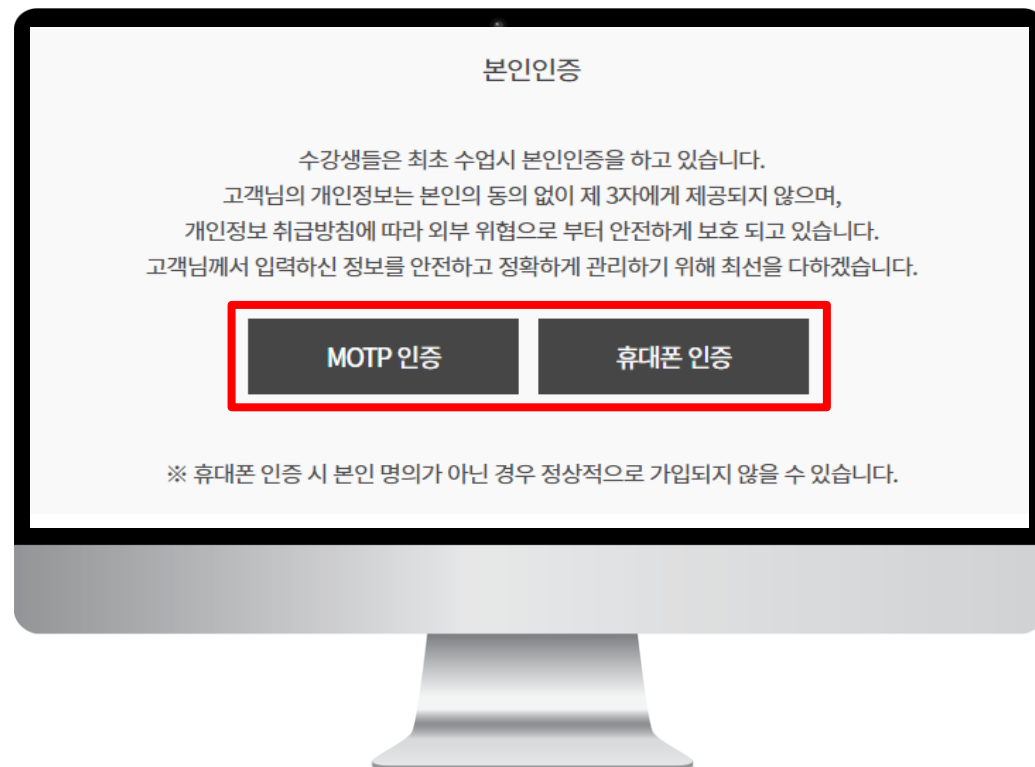 본인인증
수강생들은 최초 수업시 본인인증을 하고 있습니다.
고객님의 개인정보는 본인의 동의 없이 제 3자에게 제공되지 않으며,
개인정보 취급방침에 따라 외부 위협으로 부터 안전하게 보호 되고 있습니다.
고객님께서 입력하신 정보를 안전하고 정확하게 관리하기 위해 최선을 다하겠습니다.
MOTP 인증 휴대폰 인증
※ 휴대폰 인증 시 본인 명의가 아닌 경우 정상적으로 가입되지 않을 수 있습니다.